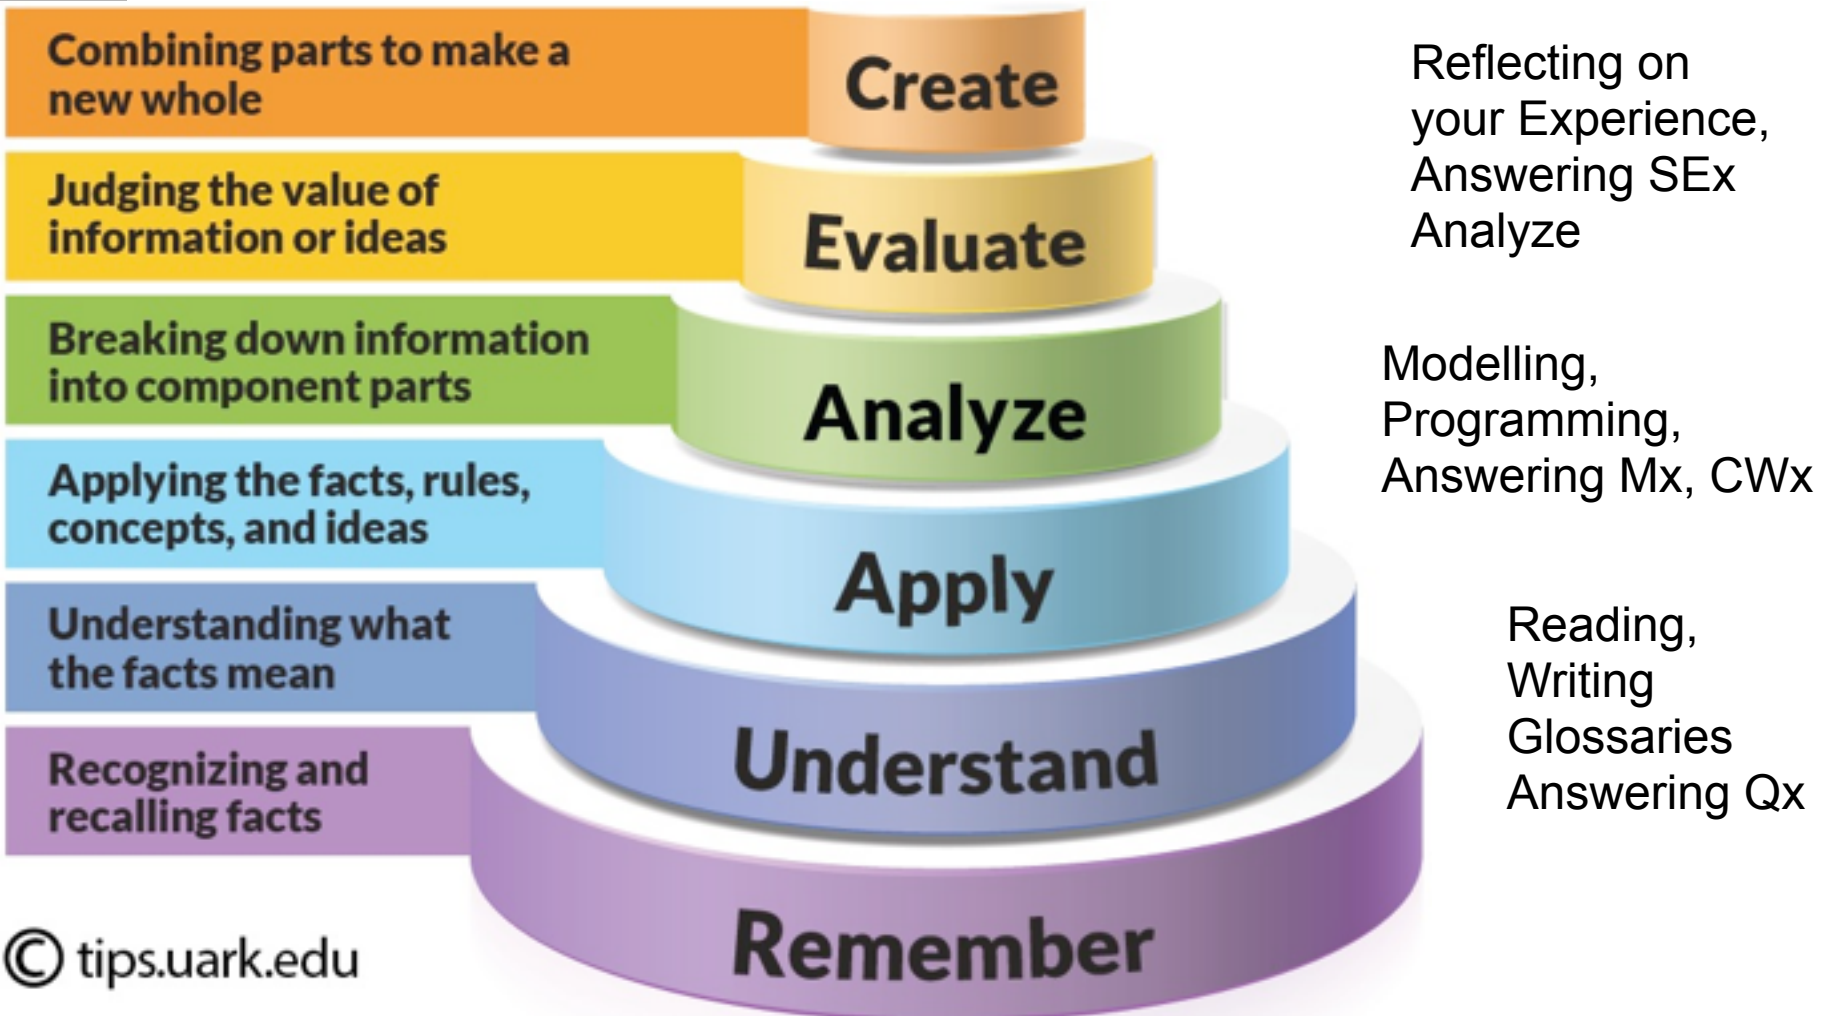 Combining parts to make a
new whole
Create
Reflecting on
your Experience,
Answering SEx
Analyze
Judging the value of
information or ideas
Evaluate
Breaking down information
into component parts
Analyze
Modelling,
Programming,
Answering Mx, CWx
Applying the facts, rules,
concepts, and ideas
Apply
Understanding what
the facts mean
Understand
Reading,
Writing
Glossaries
Answering Qx
Recognizing and
recalling facts
Remember
© tips.uark.edu